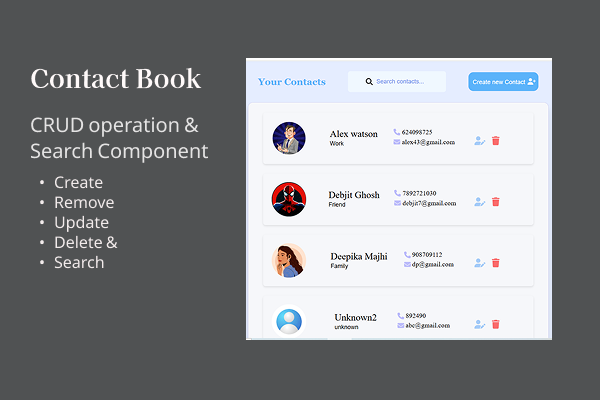 Contact Book
CRUD operation &
Search Component
• Create
• Remove
• Update
• Delete &
• Search
Your Contacts
Search contacts...
Create new Contact
Alex watson
Work
624098725
alex43@gmail.com
Debjit Ghosh
Friend
7892721030
debjit7@gmail.com
Deepika Majhi
Family
908709112
dp@gmail.com
Unknown2
unknown
892490
abc@gmail.com